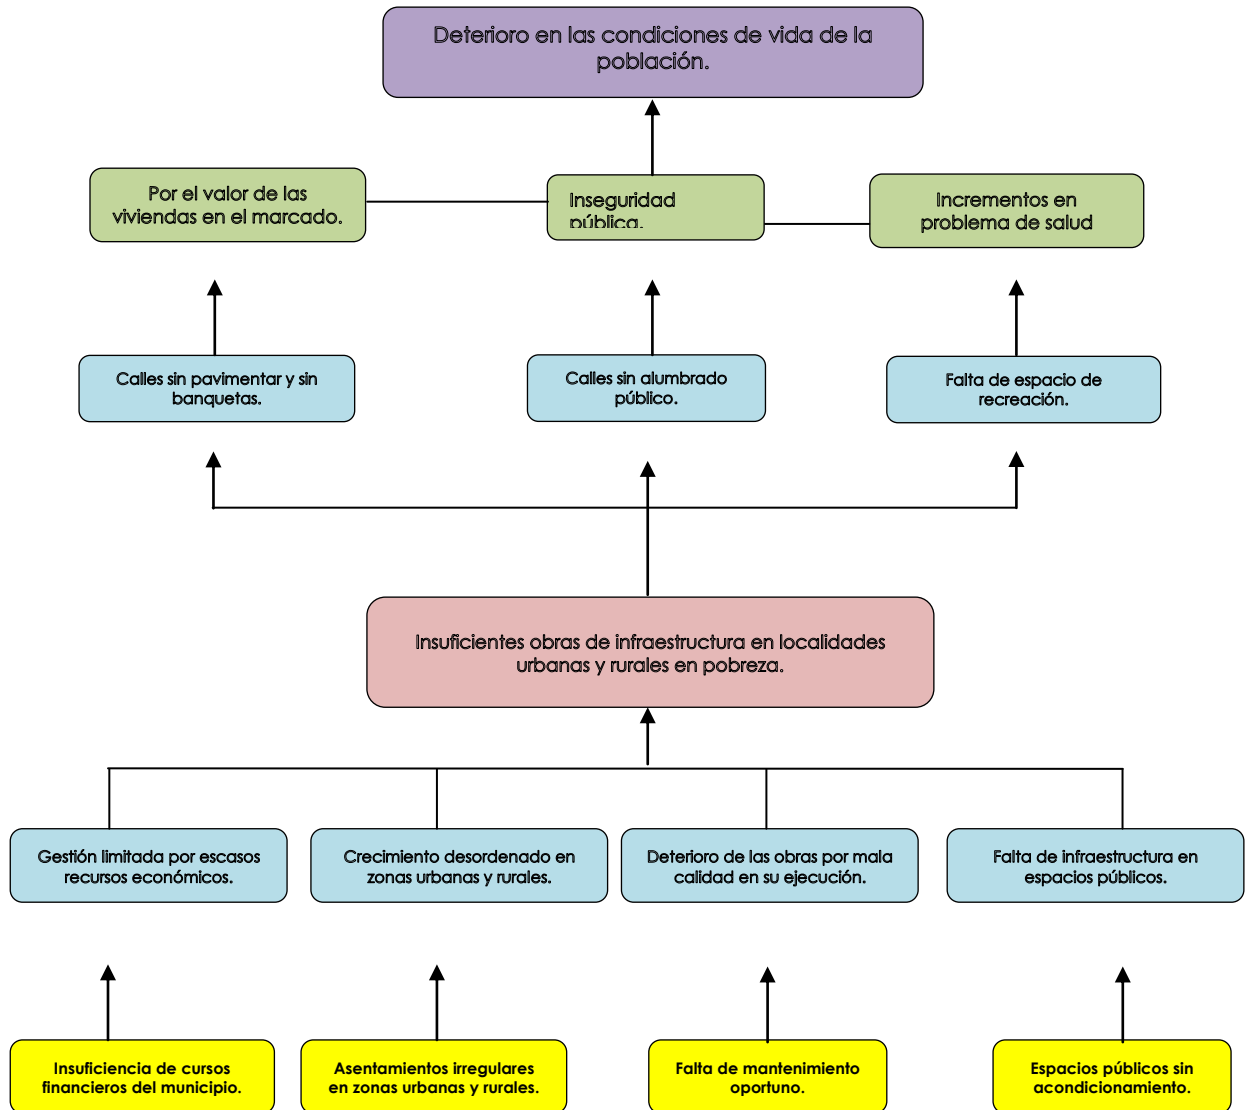 Deterioro en las condiciones de vida de la
población.
Por el valor de las
viviendas en el marcado.
Inseguridad
pública.
Incrementos en
problema de salud
Calles sin pavimentar y sin
banquetas.
Calles sin alumbrado
público.
Falta de espacio de
recreación.
Insuficientes obras de infraestructura en localidades
urbanas y rurales en pobreza.
Gestión limitada por escasos
recursos económicos.
Crecimiento desordenado en
zonas urbanas y rurales.
Deterioro de las obras por mala
calidad en su ejecución.
Falta de infraestructura en
espacios públicos.
Insuficiencia de cursos
financieros del municipio.
Asentamientos irregulares
en zonas urbanas y rurales.
Falta de mantenimiento
oportuno.
Espacios públicos sin
acondicionamiento.